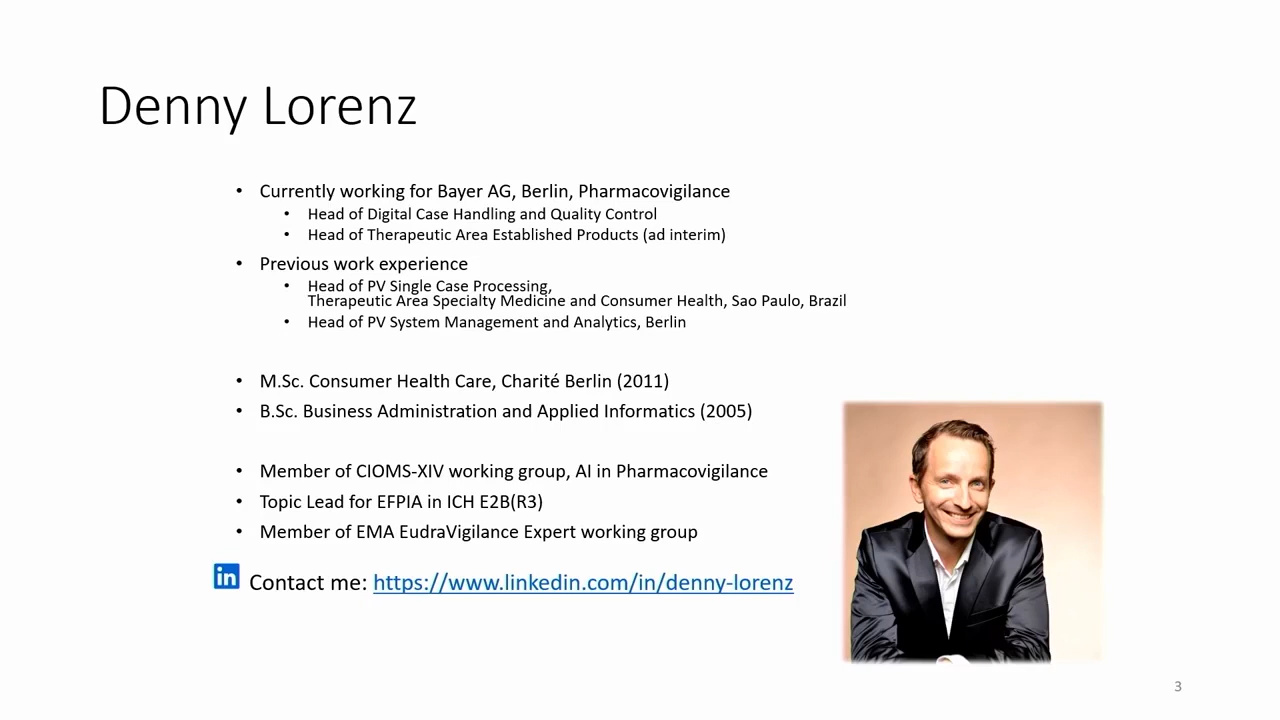 Denny Lorenz
• Currently working for Bayer AG, Berlin, Pharmacovigilance
• Head of Digital Case Handling and Quality Control
• Head of Therapeutic Area Established Products (ad interim)
• Previous work experience
• Head of PV Single Case Processing,
Therapeutic Area Specialty Medicine and Consumer Health, Sao Paulo, Brazil
• Head of PV System Management and Analytics, Berlin
• M.Sc. Consumer Health Care, Charité Berlin (2011)
• B.Sc. Business Administration and Applied Informatics (2005)
• Member of CIOMS-XIV working group, AI in Pharmacovigilance
• Topic Lead for EFPIA in ICH E2B(R3)
• Member of EMA EudraVigilance Expert working group
in Contact me: https://www.linkedin.com/in/denny-lorenz
3